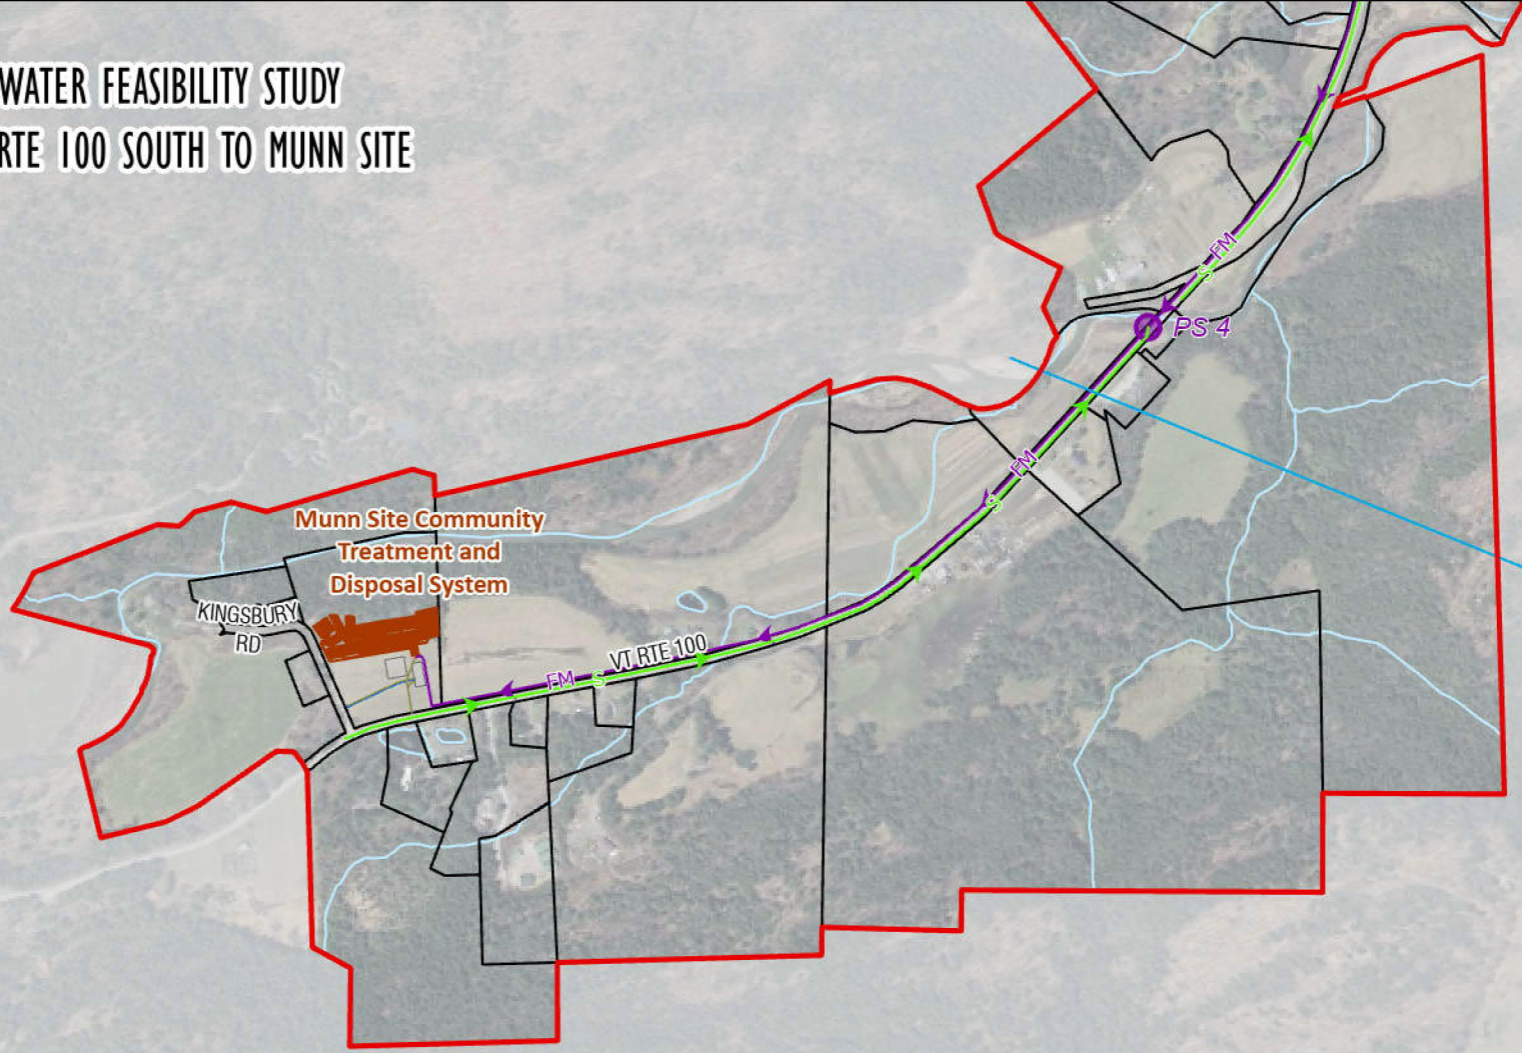 WATER FEASIBILITY STUDY
RTE 100 SOUTH TO MUNN SITE
FM
S
PS 4
FM
S
Munn Site Community
Treatment and
Disposal System
KINGSBURY
RD
VT RTE 100
FM
S